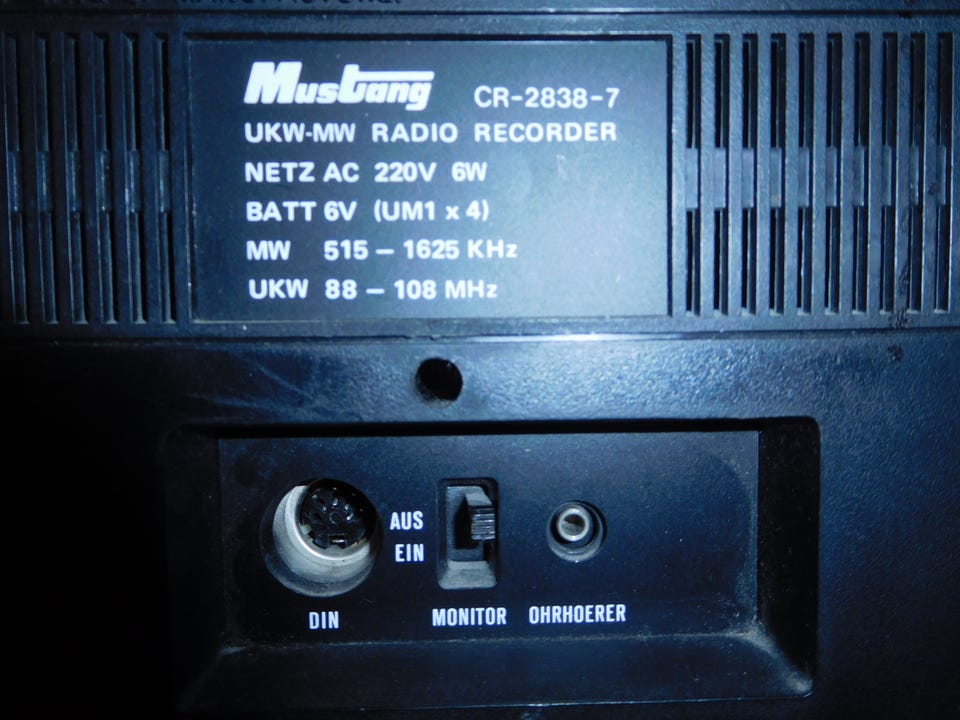 Mustang CR-2838-7
UKW-MW RADIO RECORDER
NETZ AC 220V 6W
BATT 6V (UM1 x 4)
MW 515 – 1625 KHz
UKW 88 – 108 MHz
AUS
EIN
DIN MONITOR OHRHOERER